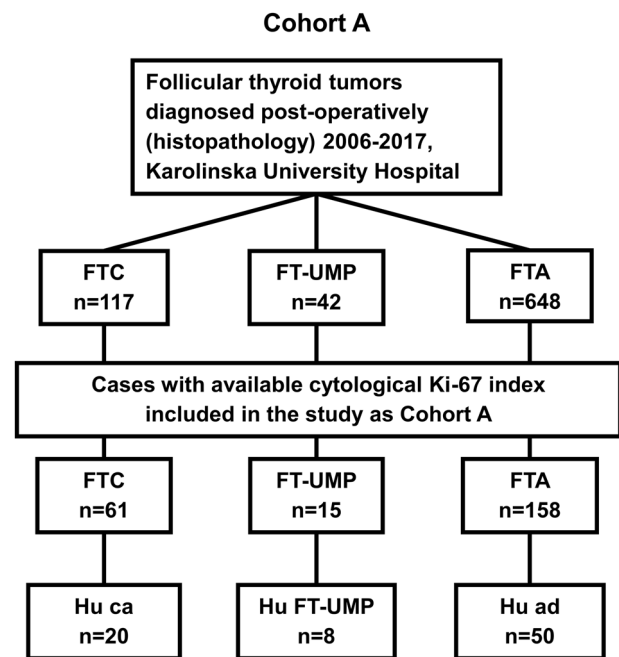 Cohort A
Follicular thyroid tumors
diagnosed post-operatively
(histopathology) 2006-2017,
Karolinska University Hospital
FTC
n=117
FT-UMP
n=42
FTA
n=648
Cases with available cytological Ki-67 index
included in the study as Cohort A
FTC
n=61
FT-UMP
n=15
FTA
n=158
Hu ca
n=20
Hu FT-UMP
n=8
Hu ad
n=50